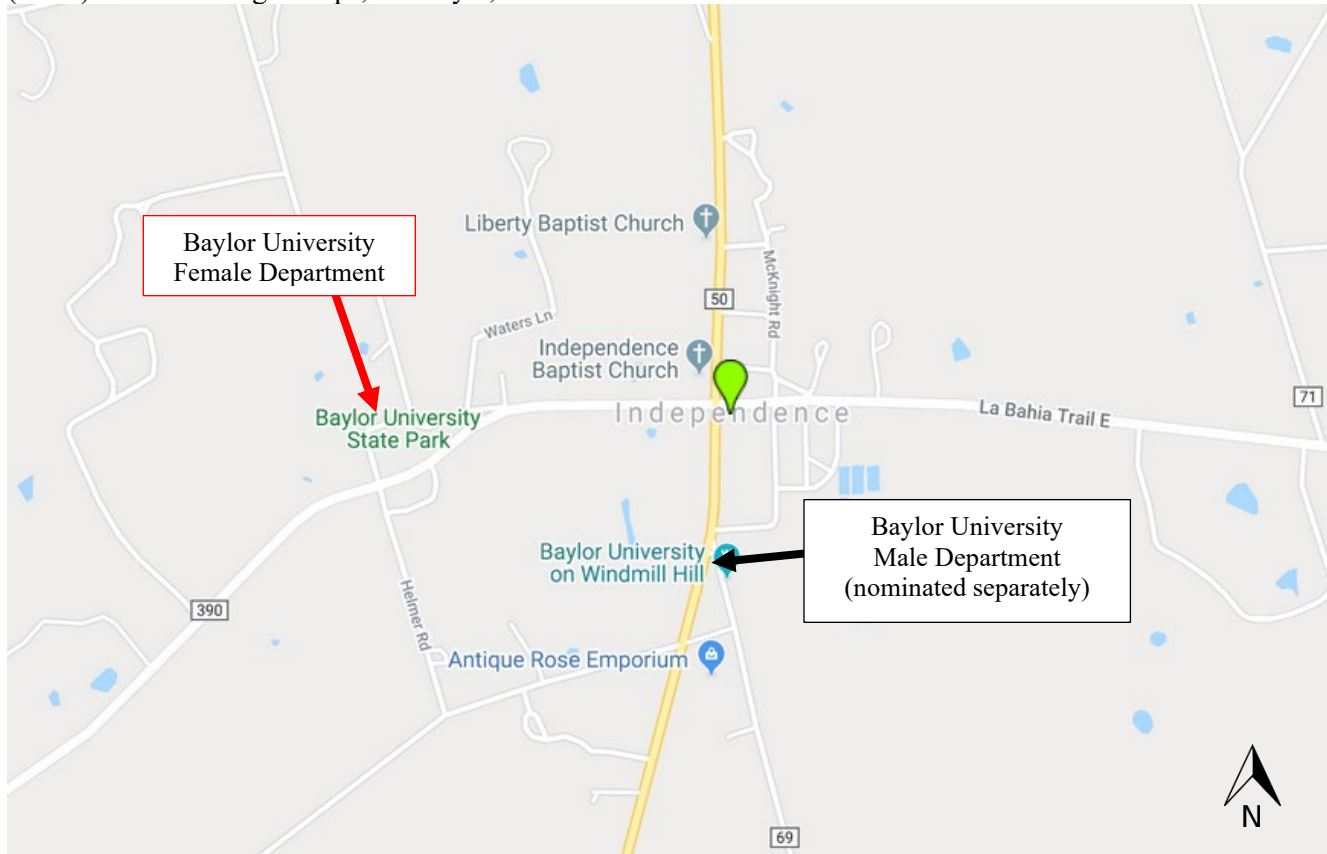 Liberty Baptist Church
Baylor University
Female Department
McKnight Rd
50
Waters Ln
Independence
Baptist Church
Independence
La Bahia Trail E
71
Baylor University
State Park
Baylor University
on Windmill Hill
Baylor University
Male Department
(nominated separately)
390
Helmer Rd
Antique Rose Emporium
N
69